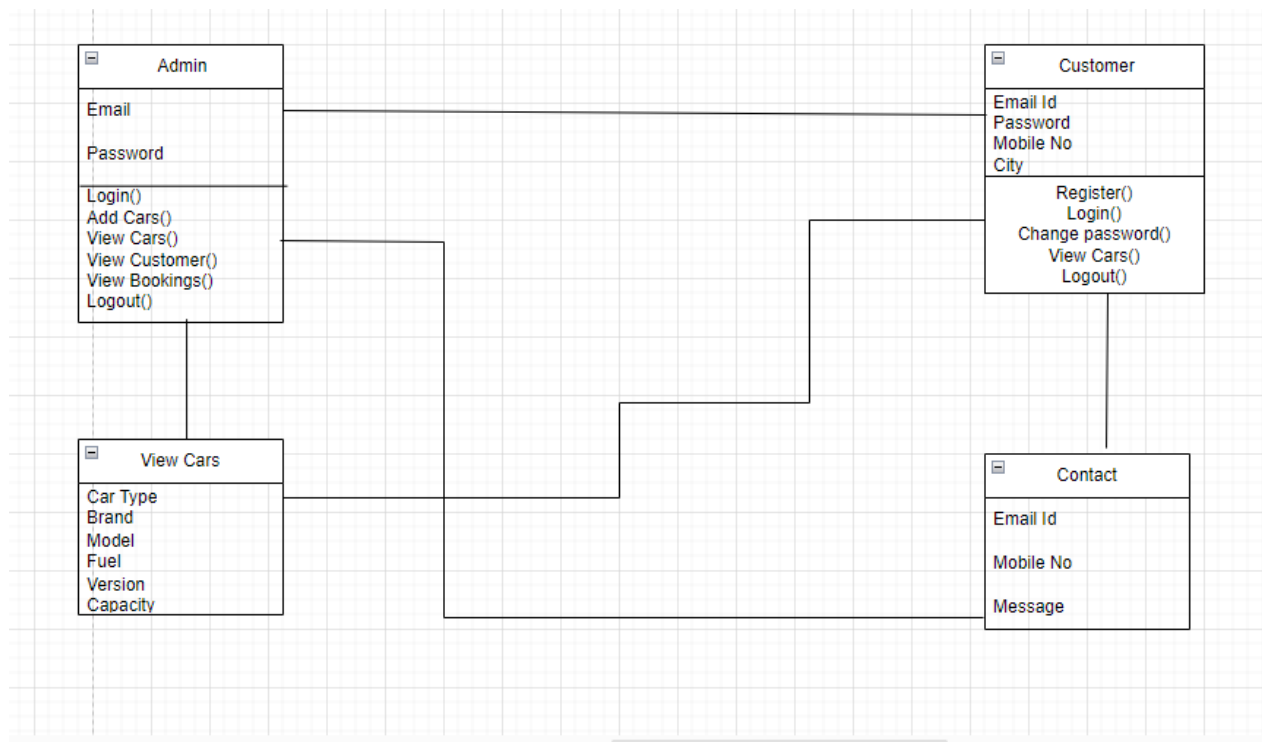 Admin
Email
Password
Login()
Add Cars()
View Cars()
View Customer()
View Bookings()
Logout()
Customer
Email Id
Password
Mobile No
City
Register()
Login()
Change password()
View Cars()
Logout()
View Cars
Car Type
Brand
Model
Fuel
Version
Capacity
Contact
Email Id
Mobile No
Message